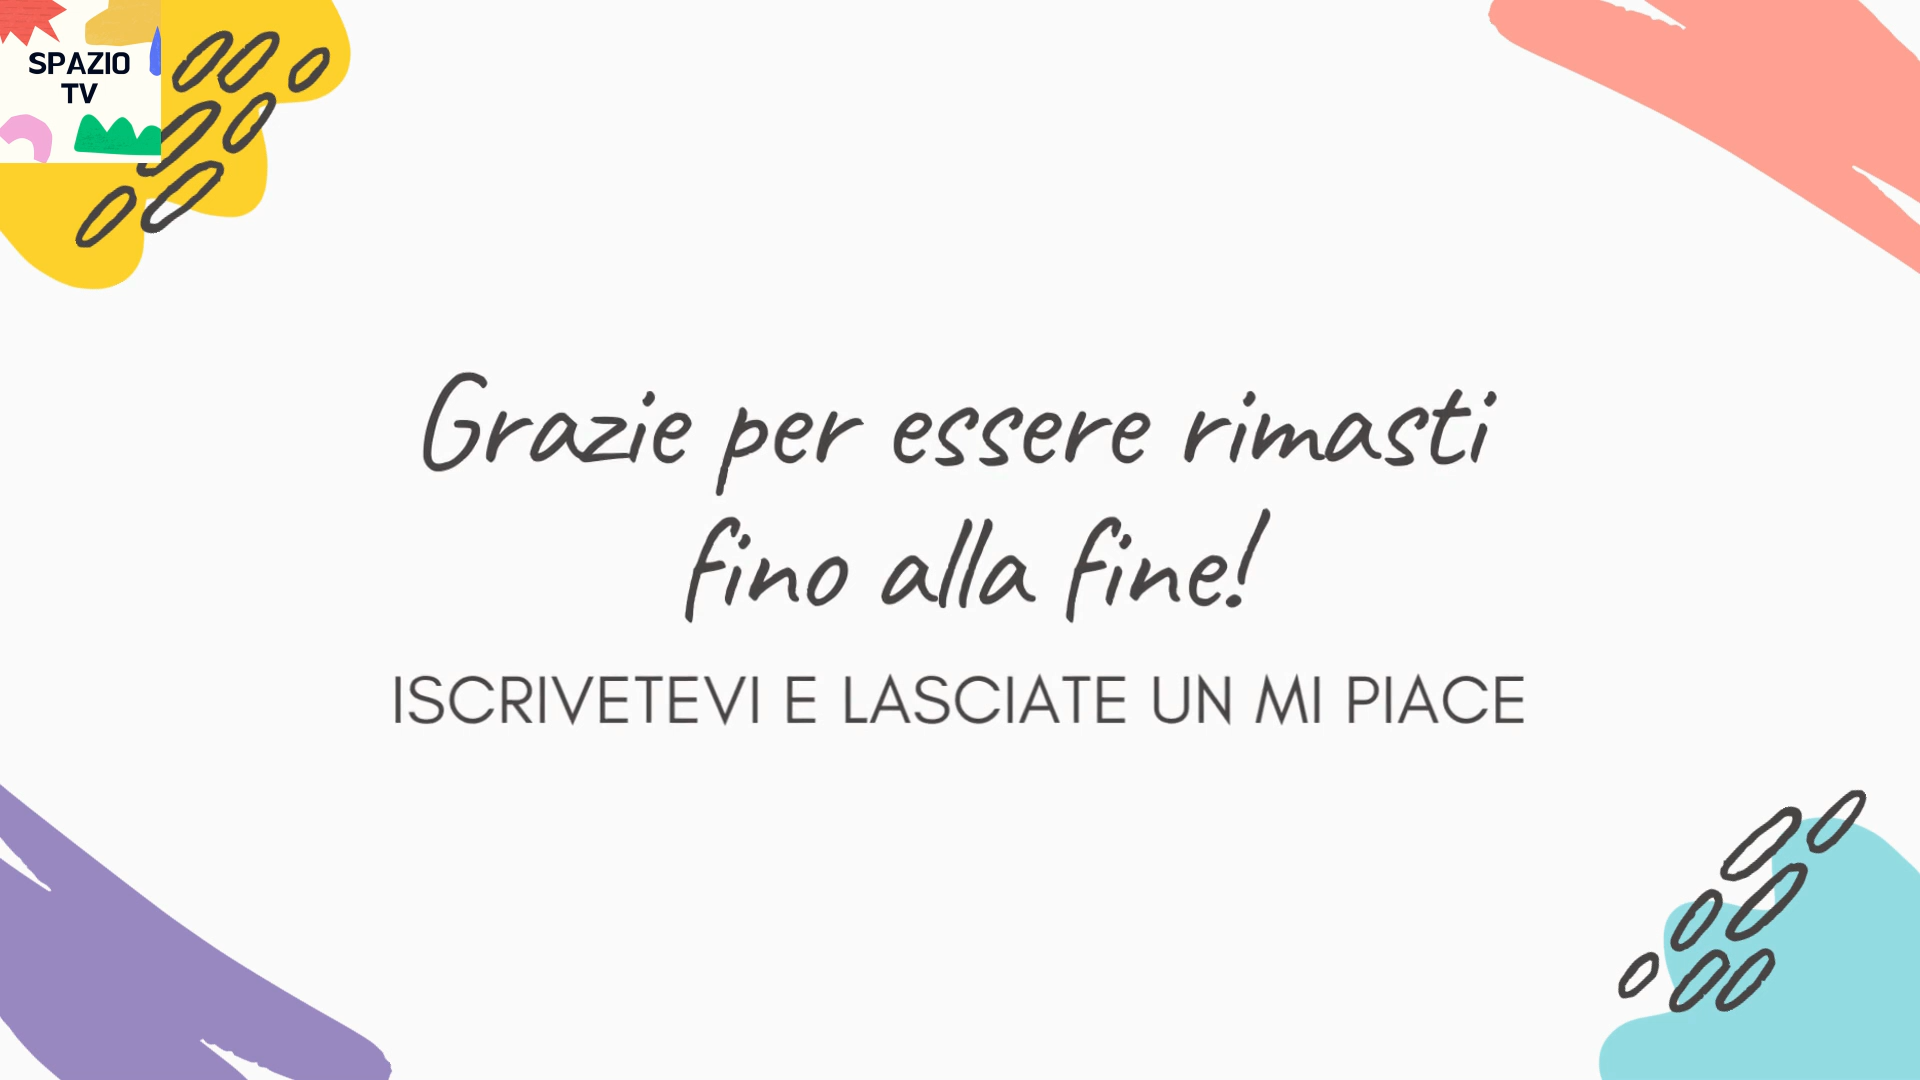 SPAZIO
TV
Grazie per essere rimasti
fino alla fine!
ISCRIVETEVI E LASCIATE UN MI PIACE